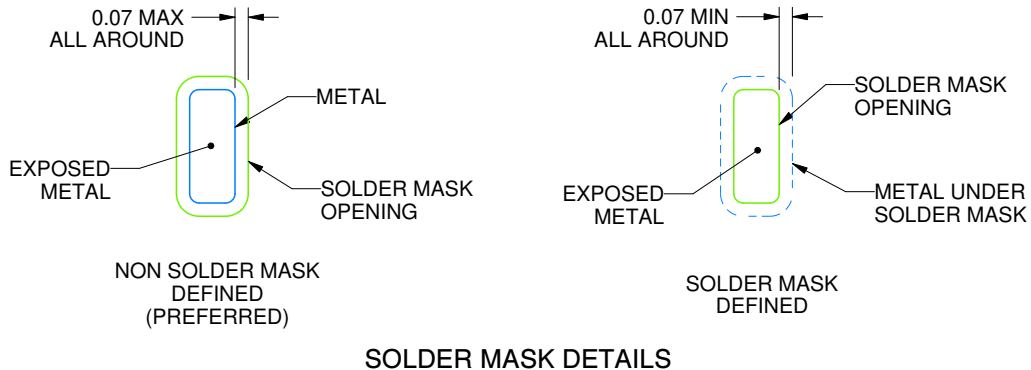 0.07 MAX
ALL AROUND
METAL
EXPOSED
METAL
SOLDER MASK
OPENING
NON SOLDER MASK
DEFINED
(PREFERRED)
0.07 MIN
ALL AROUND
SOLDER MASK
OPENING
EXPOSED
METAL
METAL UNDER
SOLDER MASK
SOLDER MASK
DEFINED
SOLDER MASK DETAILS